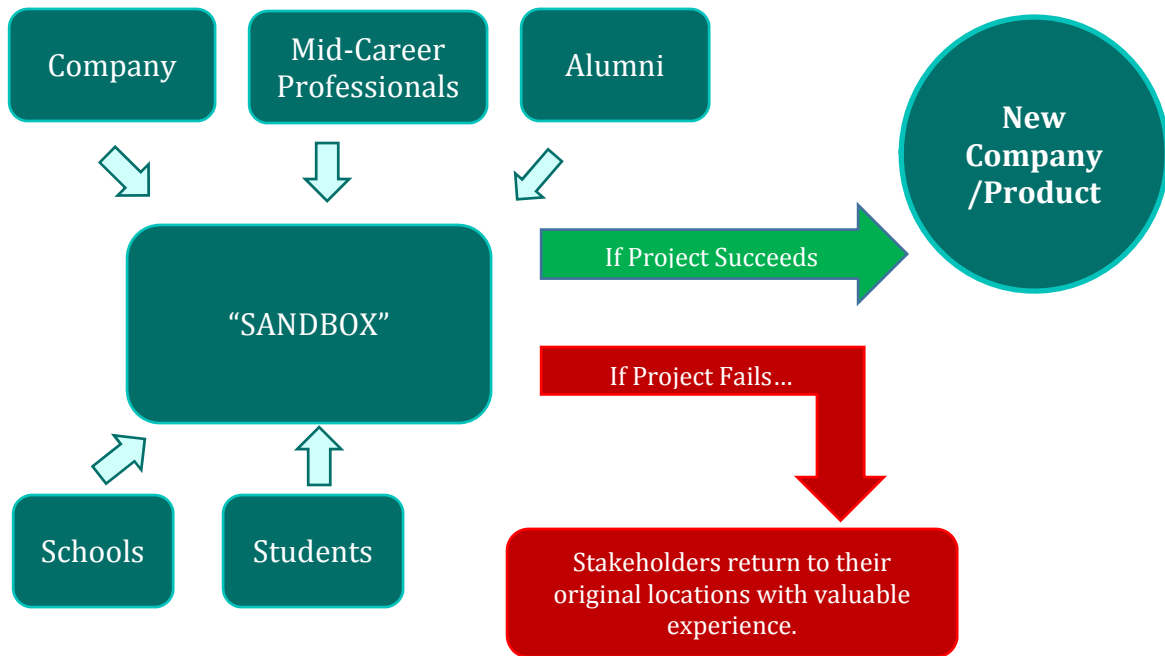 Company
Mid-Career
Professionals
Alumni
New
Company
/Product
If Project Succeeds
“SANDBOX”
If Project Fails…
Schools
Students
Stakeholders return to their
original locations with valuable
experience.